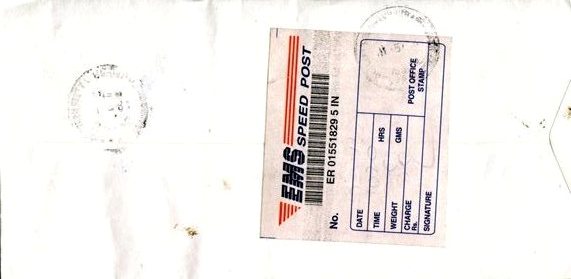 EMS SPEED POST
ER 01551829 5 IN
No.
DATE
TIME HRS
WEIGHT GMS
CHARGE
Rs.
SIGNATURE
POST OFFICE
STAMP